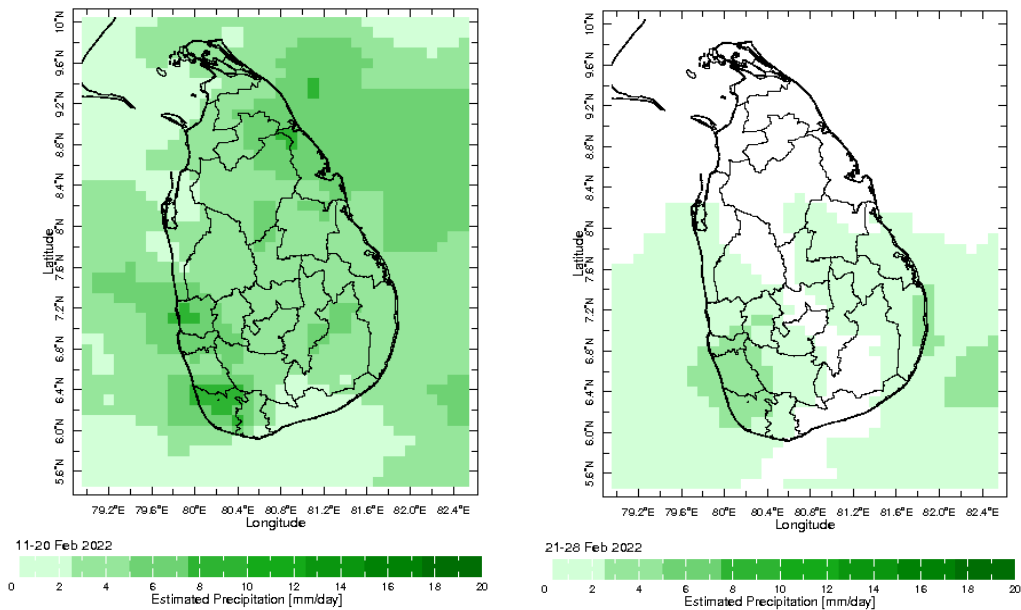 10°N
9.6°N
9.2°N
8.8°N
8.4°N
8°N
7.6°N
7.2°N
6.8°N
6.4°N
6.0°N
5.6°N
Latitude
79.2°E 79.6°E 80°E 80.4°E 80.8°E 81.2°E 81.6°E 82.0°E 82.4°E
Longitude
11-20 Feb 2022
0 2 4 6 8 10 12 14 16 18 20
Estimated Precipitation [mm/day]
10°N
9.6°N
9.2°N
8.8°N
8.4°N
8°N
7.6°N
7.2°N
6.8°N
6.4°N
6.0°N
5.6°N
Latitude
79.2°E 79.6°E 80°E 80.4°E 80.8°E 81.2°E 81.6°E 82.0°E 82.4°E
Longitude
21-28 Feb 2022
0 2 4 6 8 10 12 14 16 18 20
Estimated Precipitation [mm/day]